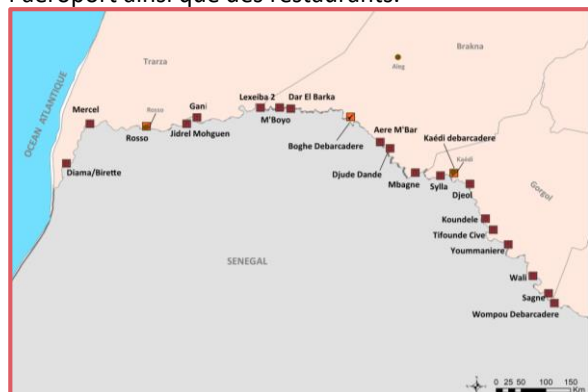 l'aéroport ainsi que des restaurants.
OCEAN ATLANTIQUE
Trarza
Brakna
Aleg
Mercel
Rosso
Rosso
Gani
Jidrel Mohguen
Lexeiba 2
Dar El Barka
M'Boyo
Boghe Debarcadere
Aere M'Bar
Kaédi debarcadere
Kaédi
Diama/Birette
Djude Dande
Mbagne
Sylla
Djeol
Gorgol
Koundele
Tifounde Cive
Yoummaniere
SENEGAL
Wali
Sagne
Wompou Debarcadere
0 25 50 100 150
Km